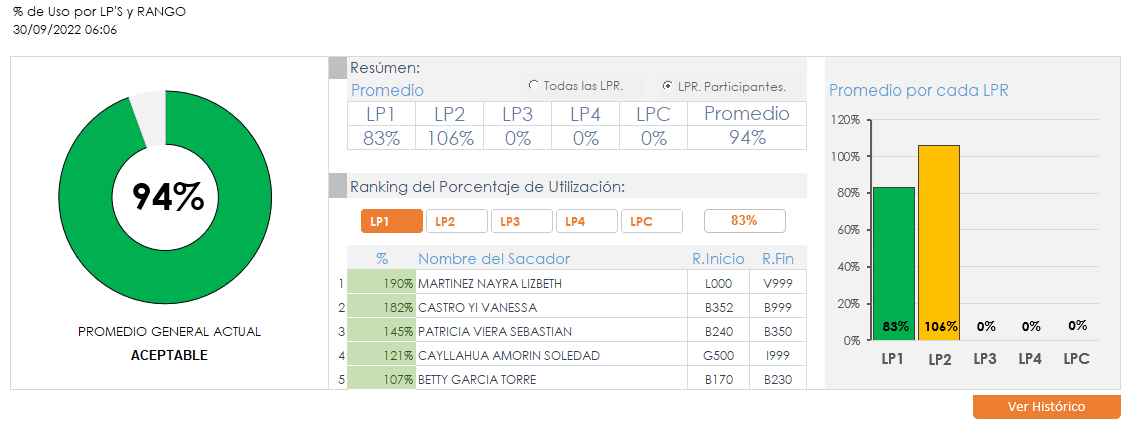 % de Uso por LP'S y RANGO
30/09/2022 06:06
94%
PROMEDIO GENERAL ACTUAL
ACEPTABLE
Resúmen:
Promedio
Todas las LPR.
LPR. Participantes.
LP1 LP2 LP3 LP4 LPC Promedio
83% 106% 0% 0% 0% 94%
Ranking del Porcentaje de Utilización:
LP1 LP2 LP3 LP4 LPC 83%
% Nombre del Sacador R.Inicio R.Fin
1 190% MARTINEZ NAYRA LIZBETH L000 V999
2 182% CASTRO YI VANESSA B352 B999
3 145% PATRICIA VIERA SEBASTIAN B240 B350
4 121% CAYLLAHUA AMORIN SOLEDAD G500 I999
5 107% BETTY GARCIA TORRE B170 B230
Promedio por cada LPR
120%
100%
80%
60%
40%
20%
0%
83% 106% 0% 0% 0%
LP1 LP2 LP3 LP4 LPC
Ver Histórico